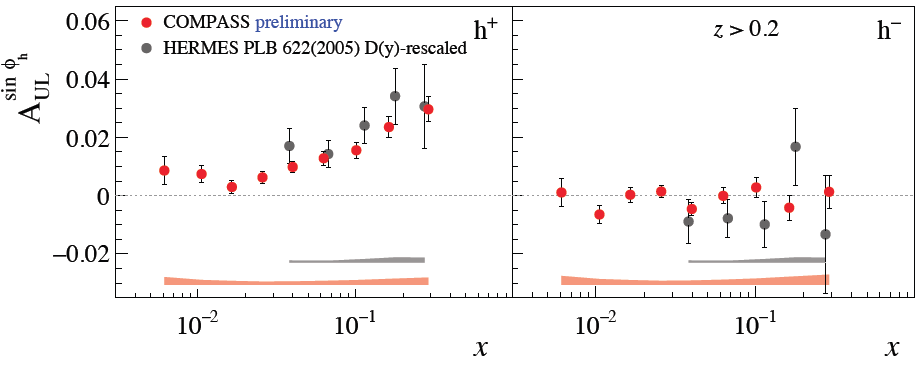 0.06
0.04
0.02
0
−0.02
A_UL^{sin ϕ_h}
COMPASS preliminary
HERMES PLB 622(2005) D(y)-rescaled
h⁺
z > 0.2
h⁻
10⁻² 10⁻¹ 10⁻² 10⁻¹
x x